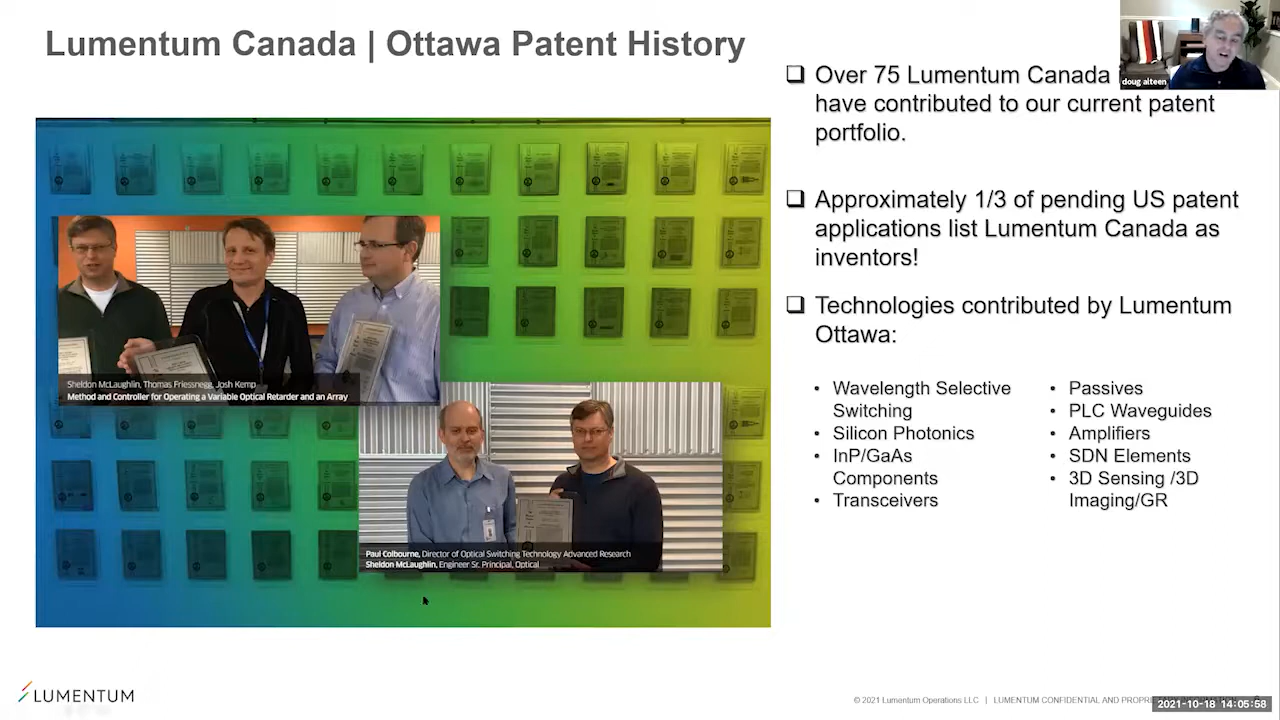 Lumentum Canada | Ottawa Patent History
doug alteen
Over 75 Lumentum Canada
have contributed to our current patent
portfolio.
Approximately 1/3 of pending US patent
applications list Lumentum Canada as
inventors!
Technologies contributed by Lumentum
Ottawa:
• Wavelength Selective
Switching
• Silicon Photonics
• InP/GaAs
Components
• Transceivers
• Passives
• PLC Waveguides
• Amplifiers
• SDN Elements
• 3D Sensing /3D
Imaging/GR
Sheldon McLaughlin, Thomas Friessnegg, Josh Kemp
Method and Controller for Operating a Variable Optical Retarder and an Array
Paul Colbourne, Director of Optical Switching Technology Advanced Research
Sheldon McLaughlin, Engineer Sr. Principal, Optical
LUMENTUM
© 2021 Lumentum Operations LLC | LUMENTUM CONFIDENTIAL AND
2021-10-18 14:05:58